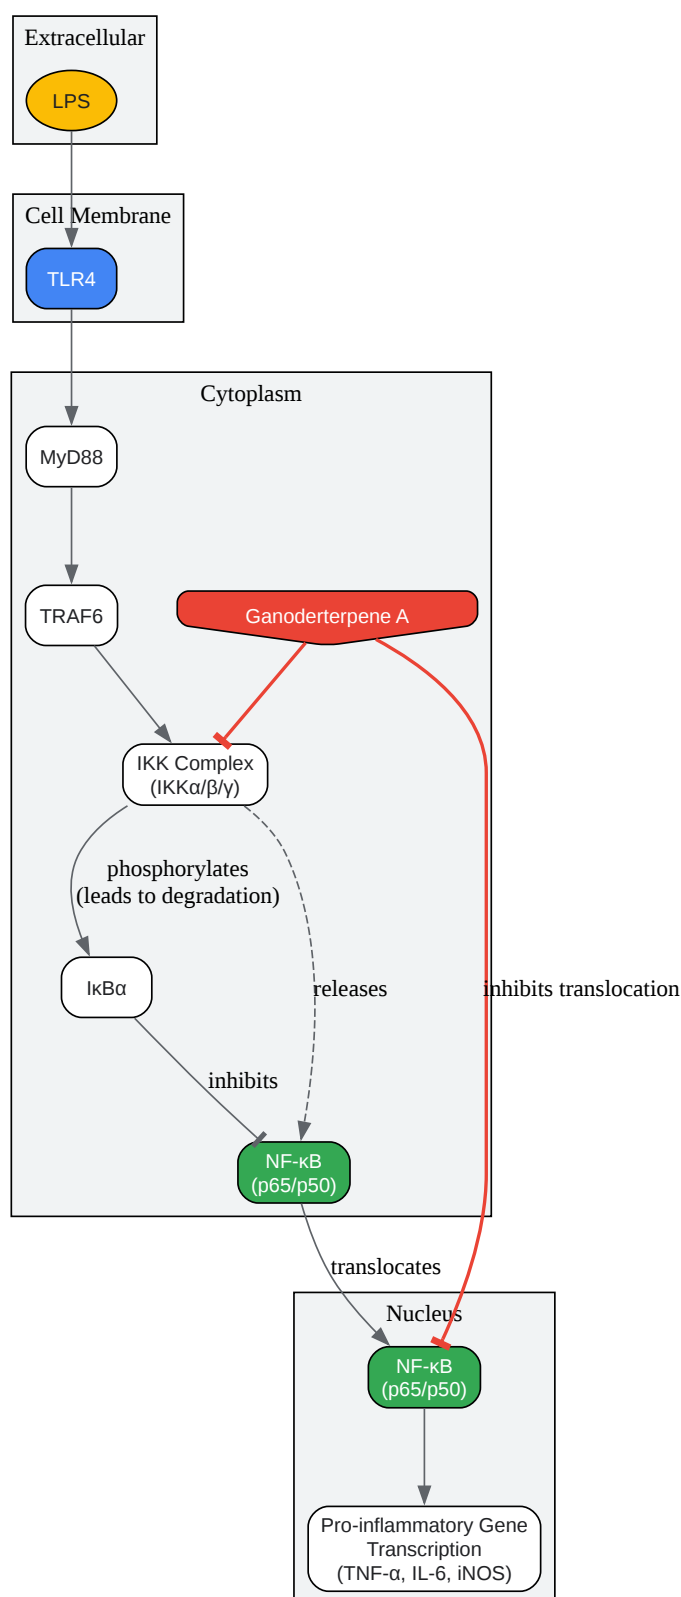 Extracellular
LPS
Cell Membrane
TLR4
Cytoplasm
MyD88
TRAF6
Ganoderterpene A
IKK Complex
(IKKα/β/γ)
phosphorylates
(leads to degradation)
IκBα
releases
inhibits translocation
inhibits
NF-κB
(p65/p50)
translocates
Nucleus
NF-κB
(p65/p50)
Pro-inflammatory Gene
Transcription
(TNF-α, IL-6, iNOS)